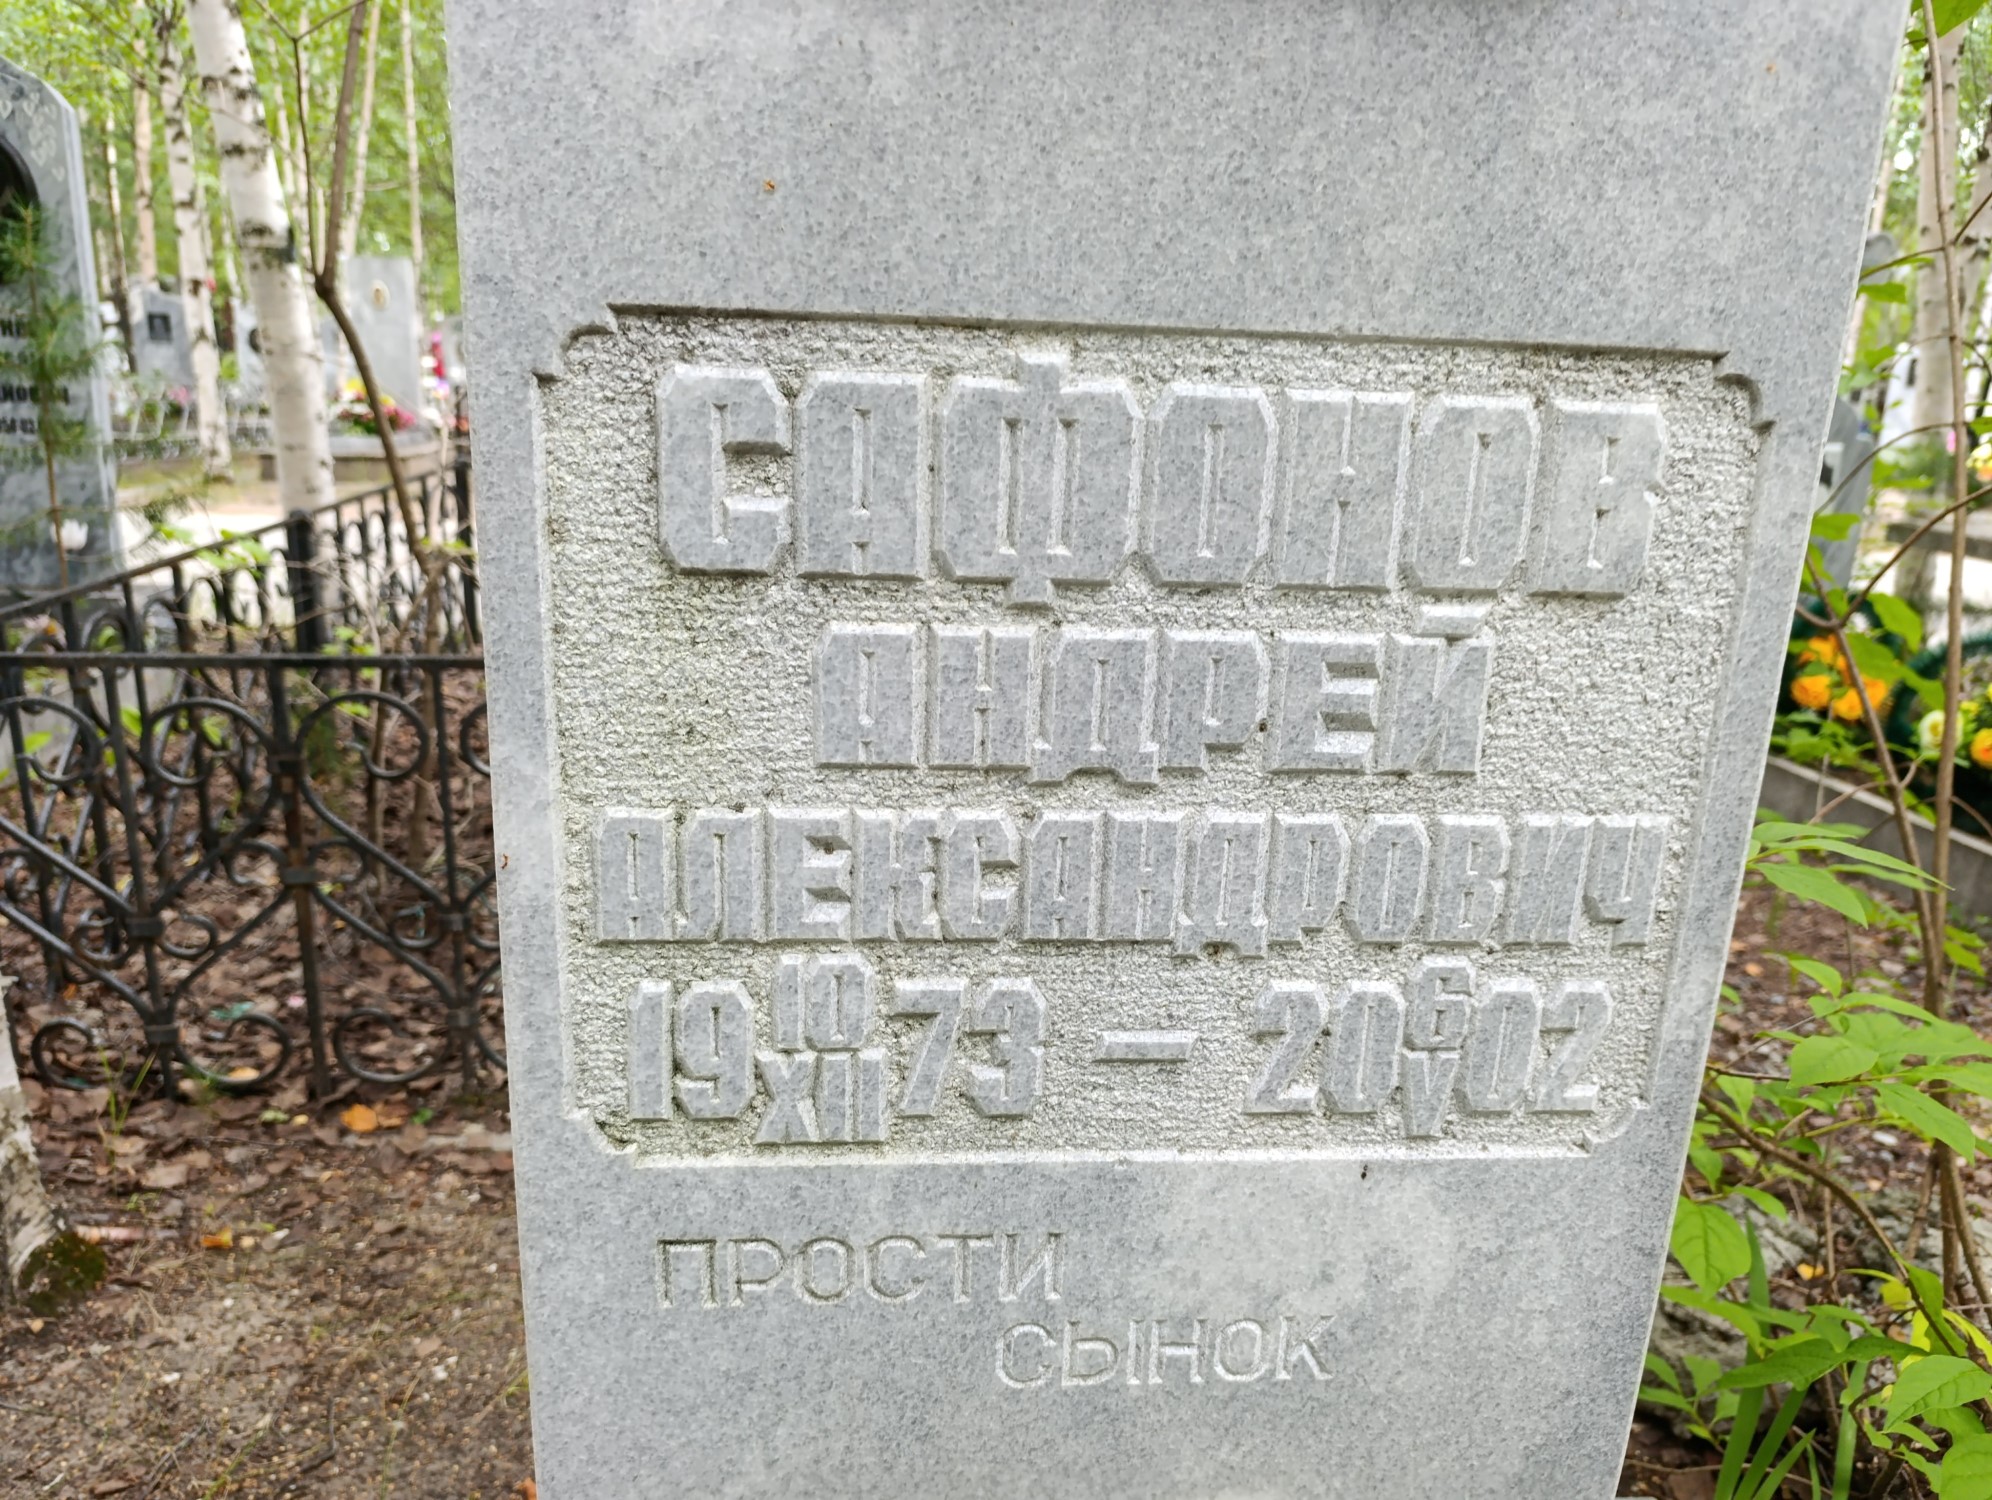 САФОНОВ
АНДРЕЙ
АЛЕКСАНДРОВИЧ
19 10 XII 73 — 20 6 V 02
ПРОСТИ
СЫНОК